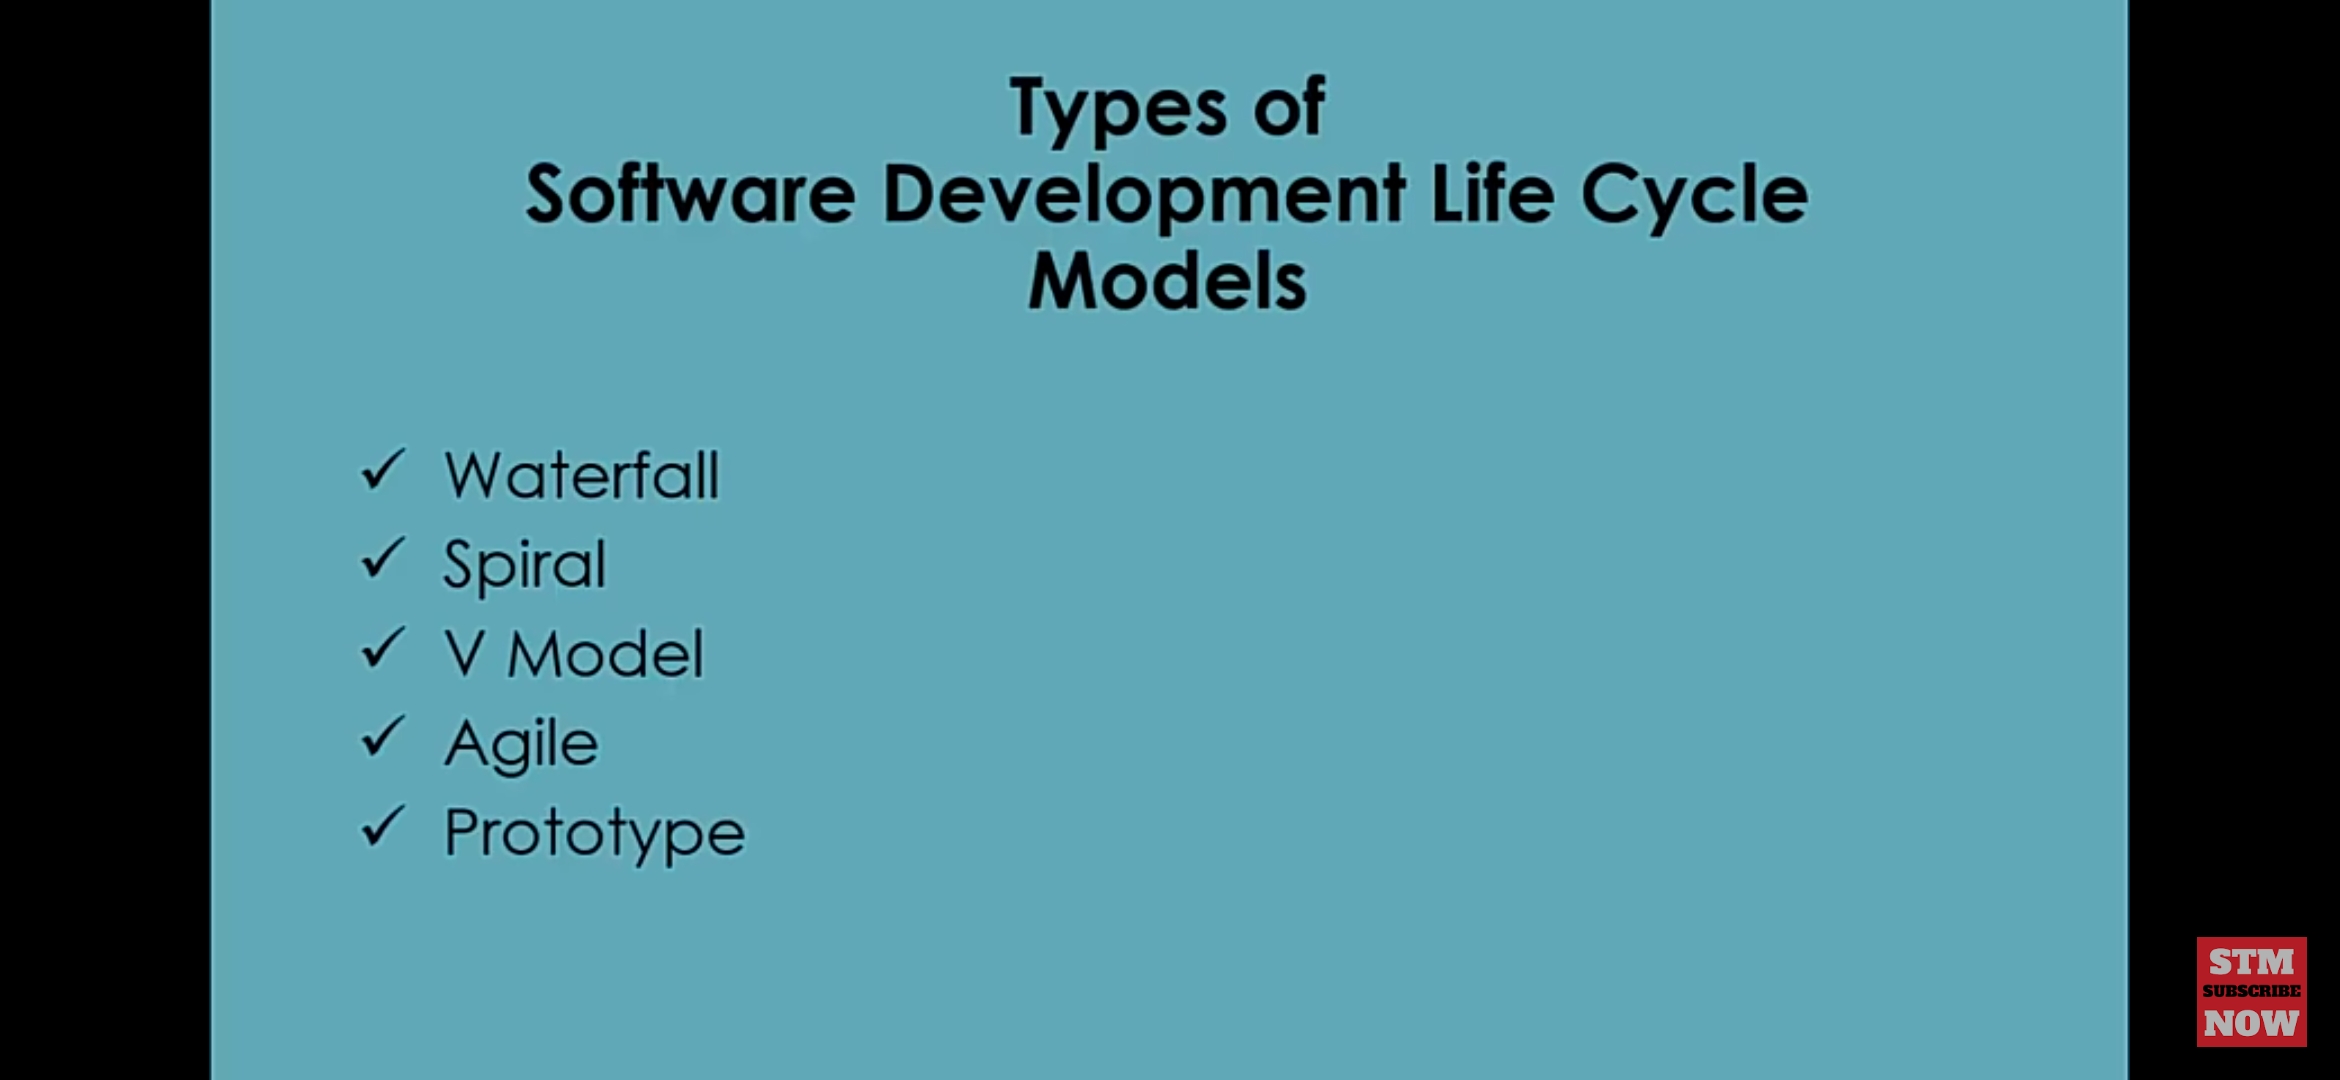 Types of
Software Development Life Cycle
Models
✓ Waterfall
✓ Spiral
✓ V Model
✓ Agile
✓ Prototype
STM
SUBSCRIBE
NOW